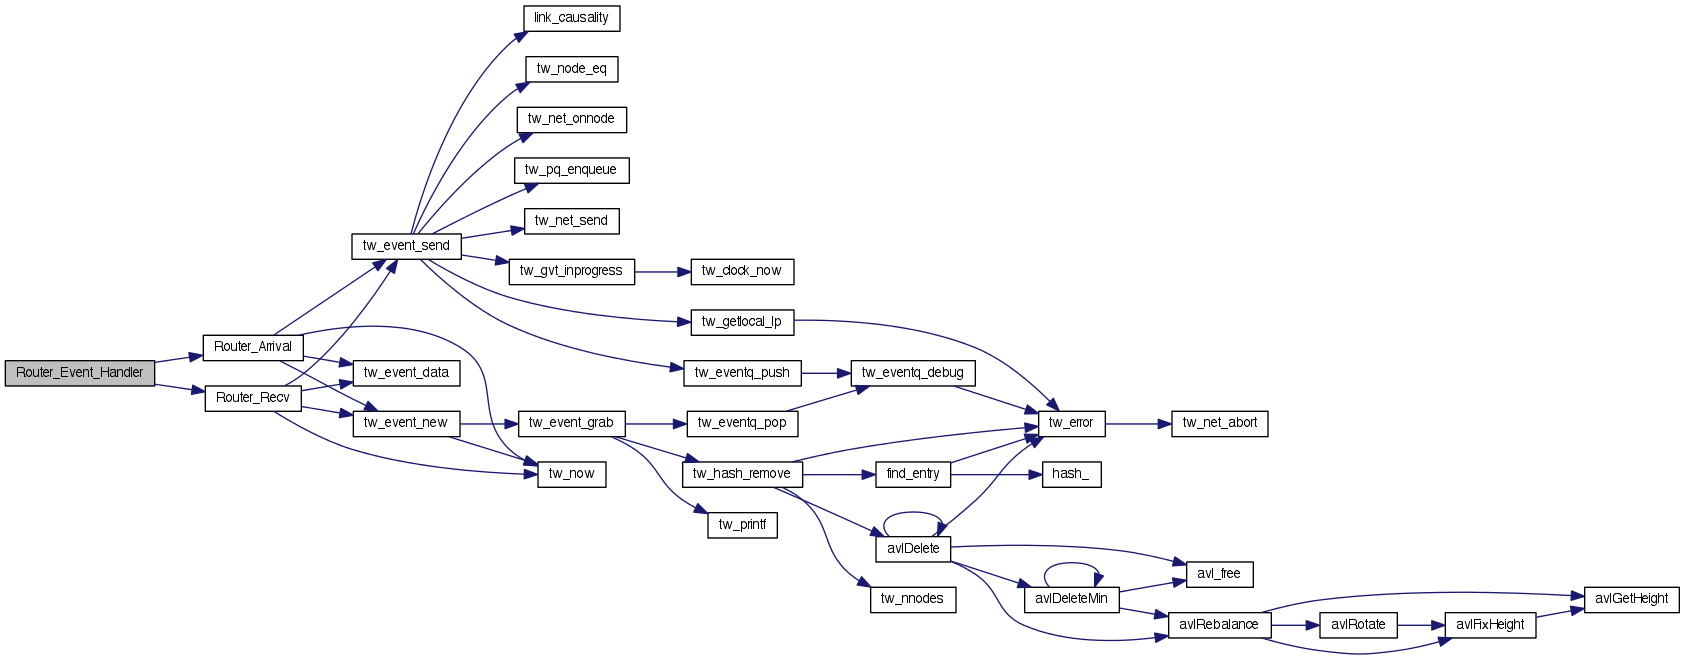 link_causality
tw_node_eq
tw_net_onnode
tw_pq_enqueue
tw_net_send
tw_event_send
tw_gvt_inprogress
tw_clock_now
tw_getlocal_lp
Router_Arrival
Router_Event_Handler
tw_event_data
tw_eventq_push
tw_eventq_debug
Router_Recv
tw_event_new
tw_event_grab
tw_eventq_pop
tw_error
tw_net_abort
tw_now
tw_hash_remove
find_entry
hash_
tw_printf
avlDelete
avl_free
tw_nnodes
avlDeleteMin
avlGetHeight
avlRebalance
avlRotate
avlFixHeight